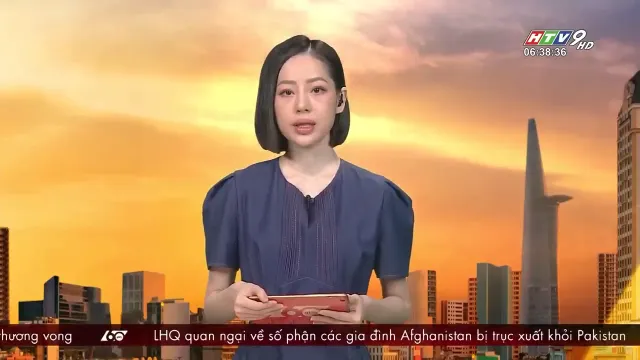 HTV9 HD
06:38:36
thương vong 60 LHQ quan ngại về số phận các gia đình Afghanistan bị trục xuất khỏi Pakistan